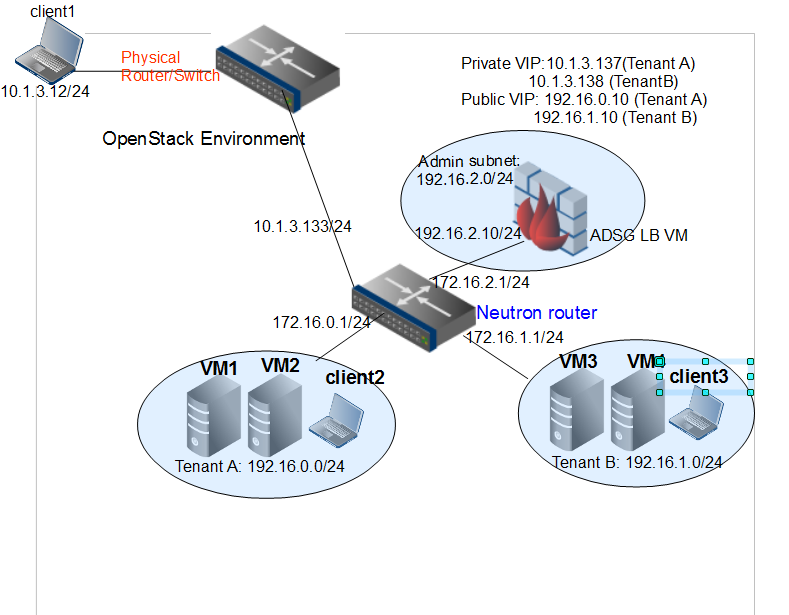 client1
Physical
Router/Switch
10.1.3.12/24
Private VIP:10.1.3.137(Tenant A)
10.1.3.138 (TenantB)
Public VIP: 192.16.0.10 (Tenant A)
192.16.1.10 (Tenant B)
OpenStack Environment
Admin subnet:
192.16.2.0/24
10.1.3.133/24
192.16.2.10/24
ADSG LB VM
172.16.2.1/24
Neutron router
172.16.0.1/24
172.16.1.1/24
VM1
VM2
client2
Tenant A: 192.16.0.0/24
VM3
VM4
client3
Tenant B: 192.16.1.0/24